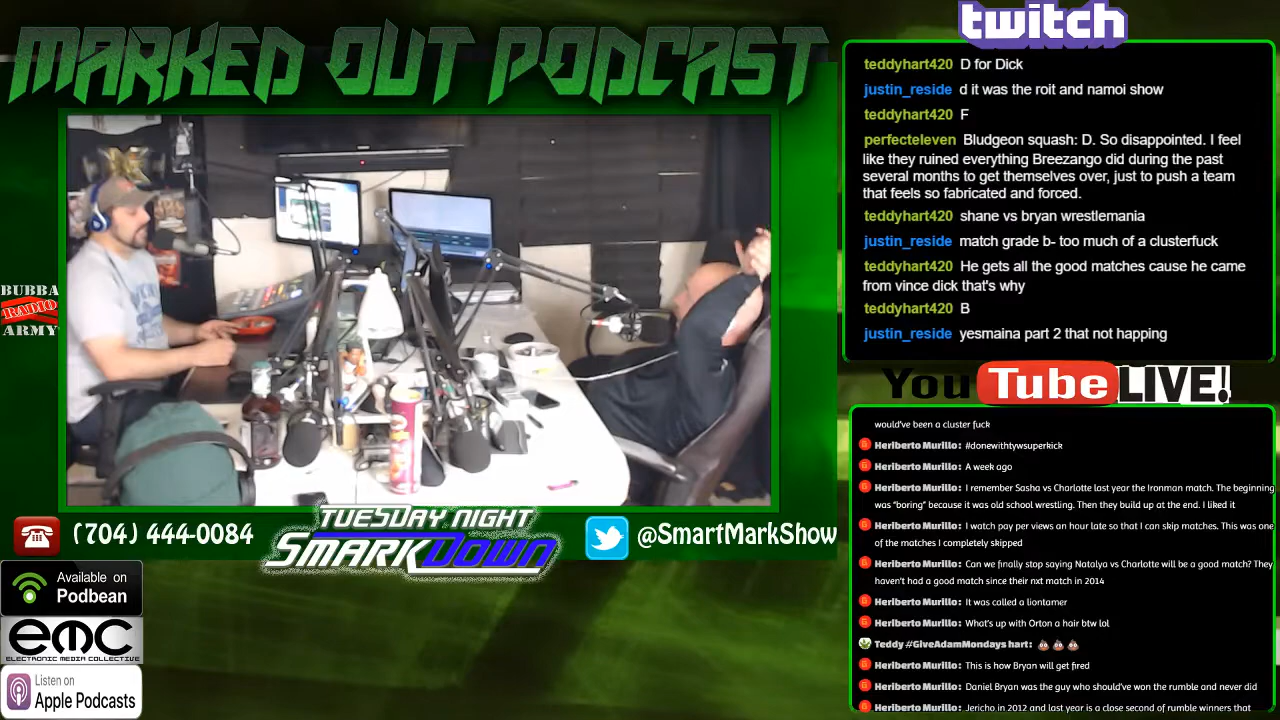 MARKED OUT PODCAST
BUBBA
RADIO
ARMY
(704) 444-0084
TUESDAY NIGHT
SMARKDOWN
@SmartMarkShow
Available on
Podbean
emc
ELECTRONIC MEDIA COLLECTIVE
Listen on
Apple Podcasts
twitch
teddyhart420 D for Dick
justin_reside d it was the roit and namoi show
teddyhart420 F
perfecteleven Bludgeon squash: D. So disappointed. I feel
like they ruined everything Breezango did during the past
several months to get themselves over, just to push a team
that feels so fabricated and forced.
teddyhart420 shane vs bryan wrestlemania
justin_reside match grade b- too much of a clusterfuck
teddyhart420 He gets all the good matches cause he came
from vince dick that's why
teddyhart420 B
justin_reside yesmaina part 2 that not happing
YouTube LIVE!
would've been a cluster fuck
Heriberto Murillo: #donewithtywsuperkick
Heriberto Murillo: A week ago
Heriberto Murillo: I remember Sasha vs Charlotte last year the Ironman match. The beginning
was "boring" because it was old school wrestling. Then they build up at the end. I liked it
Heriberto Murillo: I watch pay per views an hour late so that I can skip matches. This was one
of the matches I completely skipped
Heriberto Murillo: Can we finally stop saying Natalya vs Charlotte will be a good match? They
haven't had a good match since their nxt match in 2014
Heriberto Murillo: It was called a liontamer
Heriberto Murillo: What's up with Orton a hair btw lol
Teddy #GiveAdamMondays hart: 💩 💩 💩
Heriberto Murillo: This is how Bryan will get fired
Heriberto Murillo: Daniel Bryan was the guy who should've won the rumble and never did
Heriberto Murillo: Jericho in 2012 and last year is a close second of rumble winners that